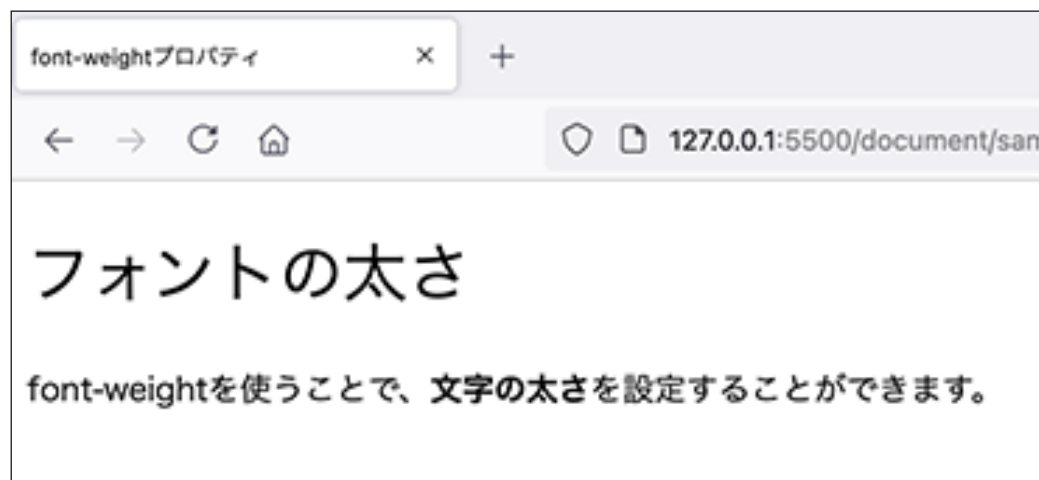 font-weightプロパティ
127.0.0.1:5500/document/sam
フォントの太さ
font-weightを使うことで、文字の太さを設定することができます。